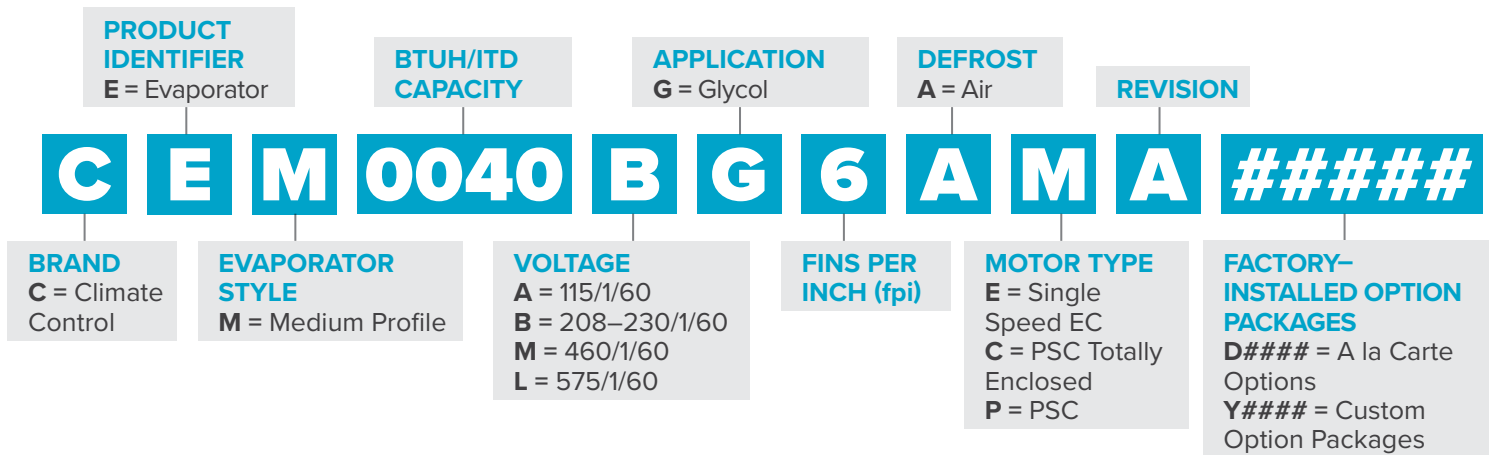 PRODUCT
IDENTIFIER
E = Evaporator
BTUH/ITD
CAPACITY
APPLICATION
G = Glycol
DEFROST
A = Air
REVISION
C E M 0040 B G 6 A M A #####
BRAND
C = Climate
Control
EVAPORATOR
STYLE
M = Medium Profile
VOLTAGE
A = 115/1/60
B = 208–230/1/60
M = 460/1/60
L = 575/1/60
FINS PER
INCH (fpi)
MOTOR TYPE
E = Single
Speed EC
C = PSC Totally
Enclosed
P = PSC
FACTORY–
INSTALLED OPTION
PACKAGES
D#### = A la Carte
Options
Y#### = Custom
Option Packages